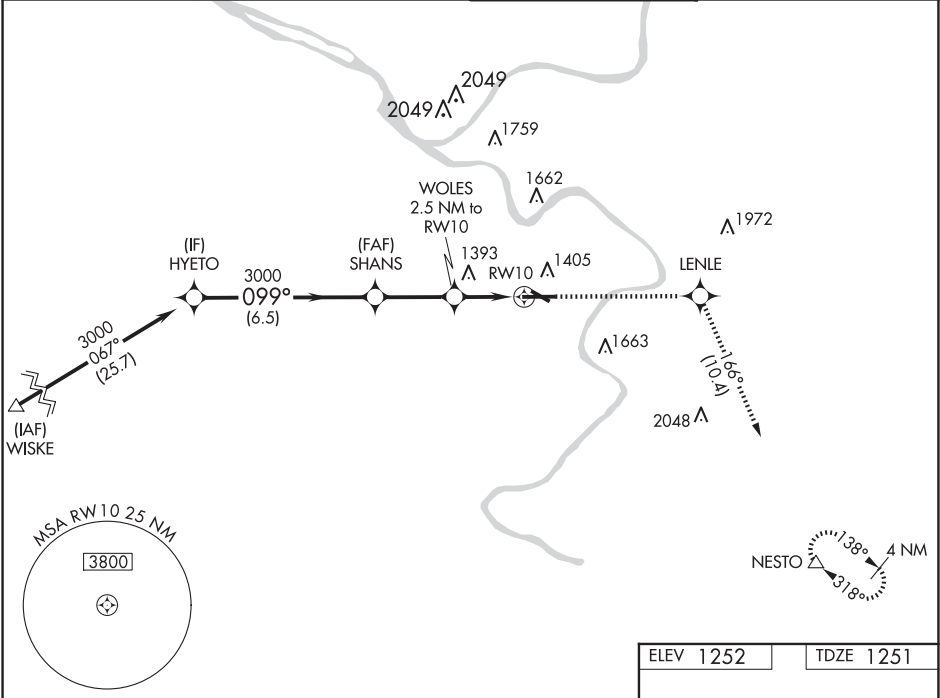 2049
2049
1759
1662
WOLES
2.5 NM to
RW10
1972
(IF)
HYETO
(FAF)
SHANS
1393
RW10
1405
LENLE
3000
099°
(6.5)
3000
067°
(25.7)
1663
166°
(10.4)
(IAF)
WISKE
2048
MSA RW10 25 NM
3800
NESTO
138°
4 NM
318°
ELEV 1252
TDZE 1251